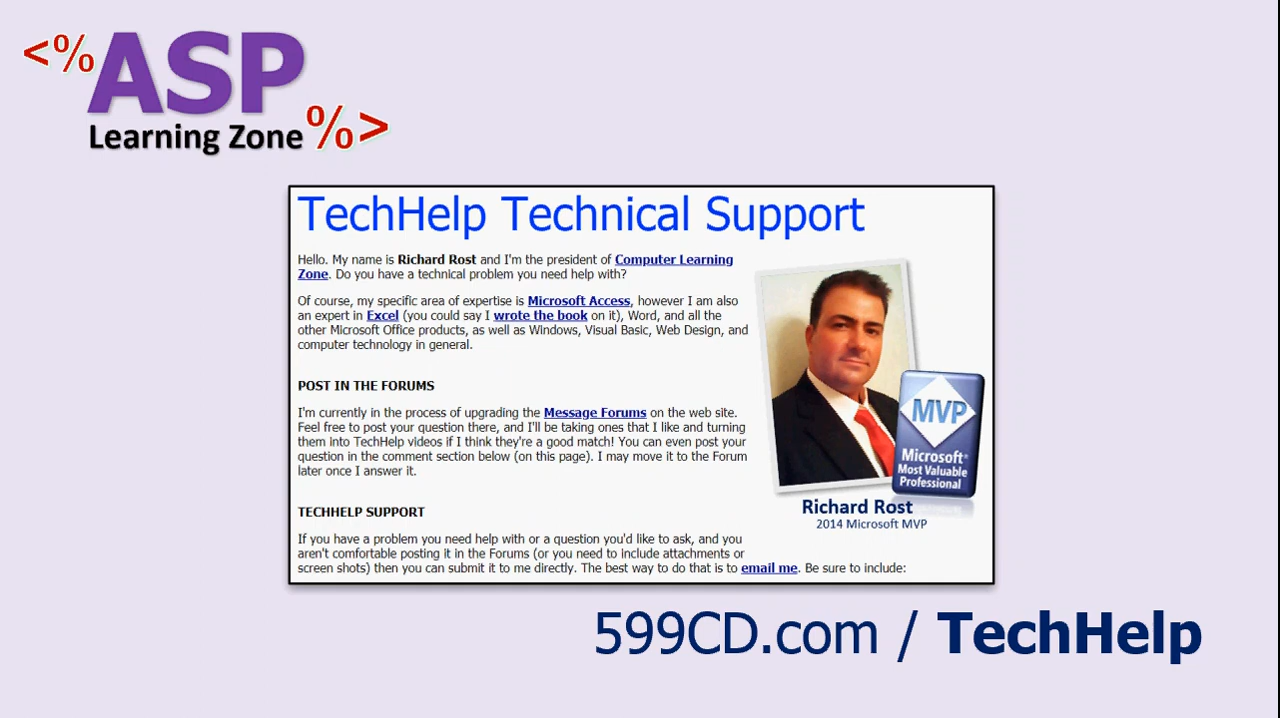 <%ASP
Learning Zone%>
TechHelp Technical Support
Hello. My name is Richard Rost and I'm the president of Computer Learning
Zone. Do you have a technical problem you need help with?
Of course, my specific area of expertise is Microsoft Access, however I am also
an expert in Excel (you could say I wrote the book on it), Word, and all the
other Microsoft Office products, as well as Windows, Visual Basic, Web Design, and
computer technology in general.
POST IN THE FORUMS
I'm currently in the process of upgrading the Message Forums on the web site.
Feel free to post your question there, and I'll be taking ones that I like and turning
them into TechHelp videos if I think they're a good match! You can even post your
question in the comment section below (on this page). I may move it to the Forum
later once I answer it.
MVP
Microsoft®
Most Valuable
Professional
Richard Rost
2014 Microsoft MVP
TECHHELP SUPPORT
If you have a problem you need help with or a question you'd like to ask, and you
aren't comfortable posting it in the Forums (or you need to include attachments or
screen shots) then you can submit it to me directly. The best way to do that is to email me. Be sure to include:
599CD.com / TechHelp